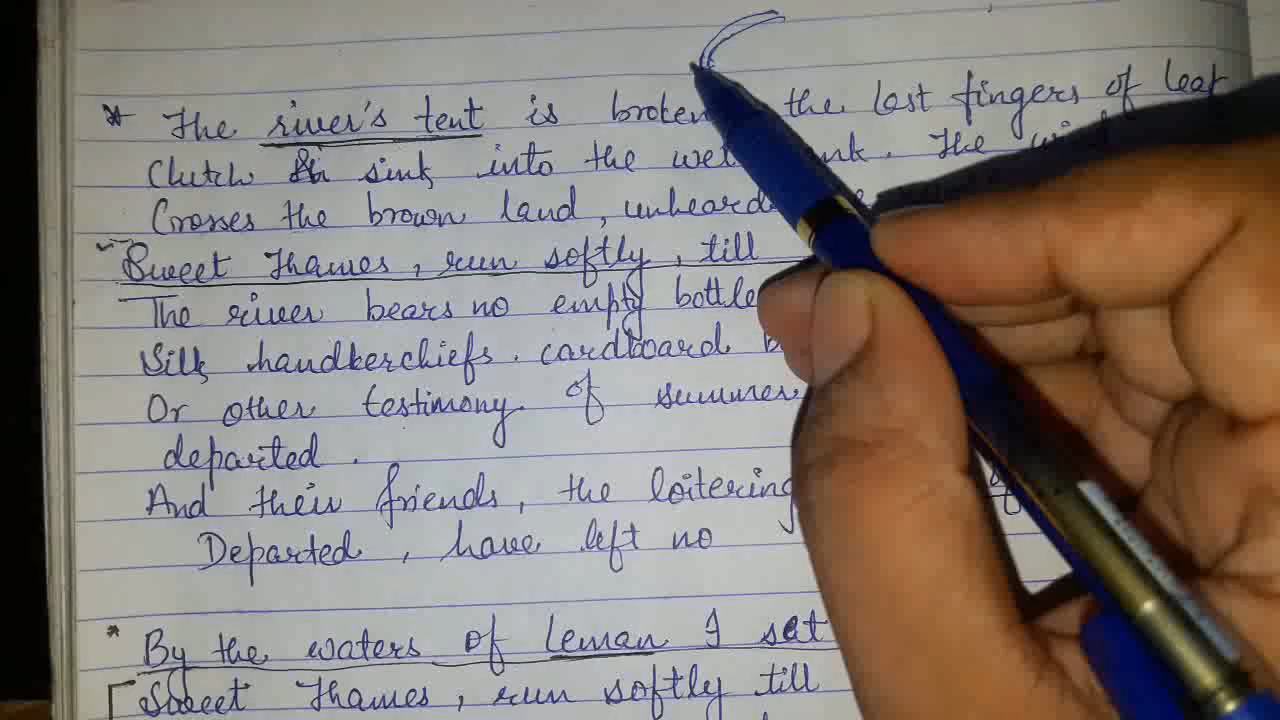 * The river's tent is broken the last fingers of leaf
Clutch & sink into the wet The
Crosses the brown land, unheard
Sweet Thames, run softly, till
The river bears no empty bottle
Silk handkerchiefs. cardboard
Or other testimony of summer
departed.
And their friends, the loitering
Departed, have left no
* By the waters of Leman I sat
Sweet Thames, run softly till